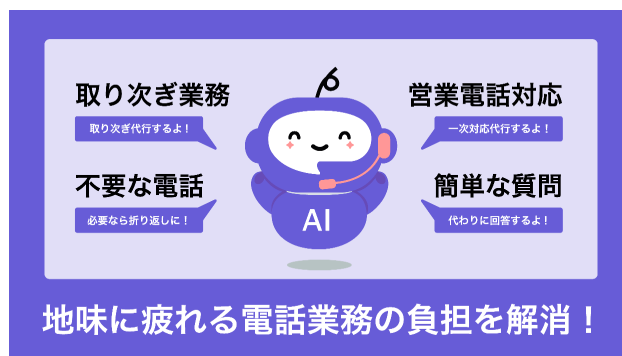 取り次ぎ業務
取り次ぎ代行するよ！
営業電話対応
一次対応代行するよ！
不要な電話
必要なら折り返しに！
簡単な質問
代わりに回答するよ！
AI
地味に疲れる電話業務の負担を解消！